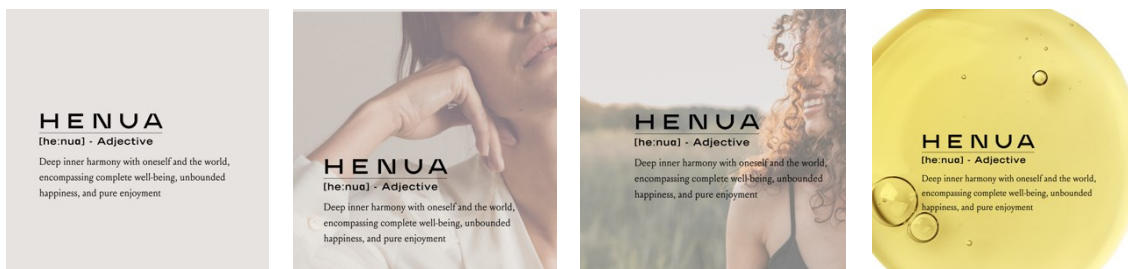 HENUA
[he:nuɑ] - Adjective
Deep inner harmony with oneself and the world,
encompassing complete well-being, unbounded
happiness, and pure enjoyment
HENUA
[he:nuɑ] - Adjective
Deep inner harmony with oneself and the world,
encompassing complete well-being, unbounded
happiness, and pure enjoyment
HENUA
[he:nuɑ] - Adjective
Deep inner harmony with oneself and the world,
encompassing complete well-being, unbounded
happiness, and pure enjoyment
HENUA
[he:nuɑ] - Adjective
Deep inner harmony with oneself and the world,
encompassing complete well-being, unbounded
happiness, and pure enjoyment